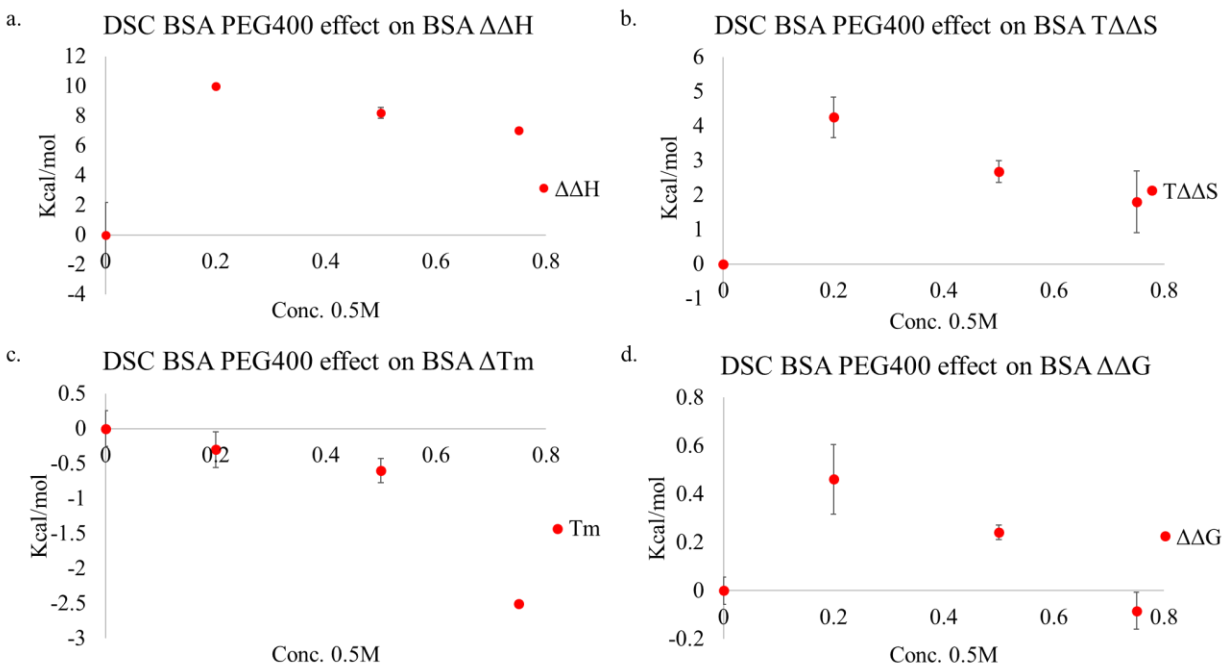 a.
DSC BSA PEG400 effect on BSA ΔΔH
12
10
8
6
4
2
0
-2
-4
Kcal/mol
0 0.2 0.4 0.6 0.8
Conc. 0.5M
ΔΔH
b.
DSC BSA PEG400 effect on BSA TΔΔS
6
5
4
3
2
1
0
-1
Kcal/mol
0 0.2 0.4 0.6 0.8
Conc. 0.5M
TΔΔS
c.
DSC BSA PEG400 effect on BSA ΔTm
0.5
0
-0.5
-1
-1.5
-2
-2.5
-3
Kcal/mol
0 0.2 0.4 0.6 0.8
Conc. 0.5M
Tm
d.
DSC BSA PEG400 effect on BSA ΔΔG
0.8
0.6
0.4
0.2
0
-0.2
Kcal/mol
0 0.2 0.4 0.6 0.8
Conc. 0.5M
ΔΔG